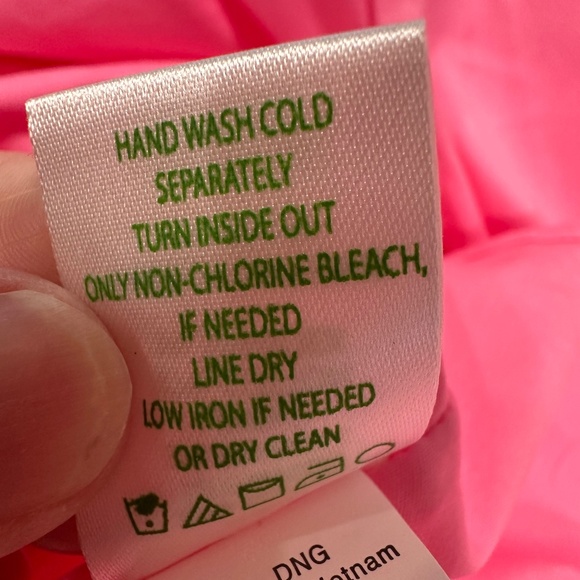 HAND WASH COLD
SEPARATELY
TURN INSIDE OUT
ONLY NON-CHLORINE BLEACH,
IF NEEDED
LINE DRY
LOW IRON IF NEEDED
OR DRY CLEAN
DNG